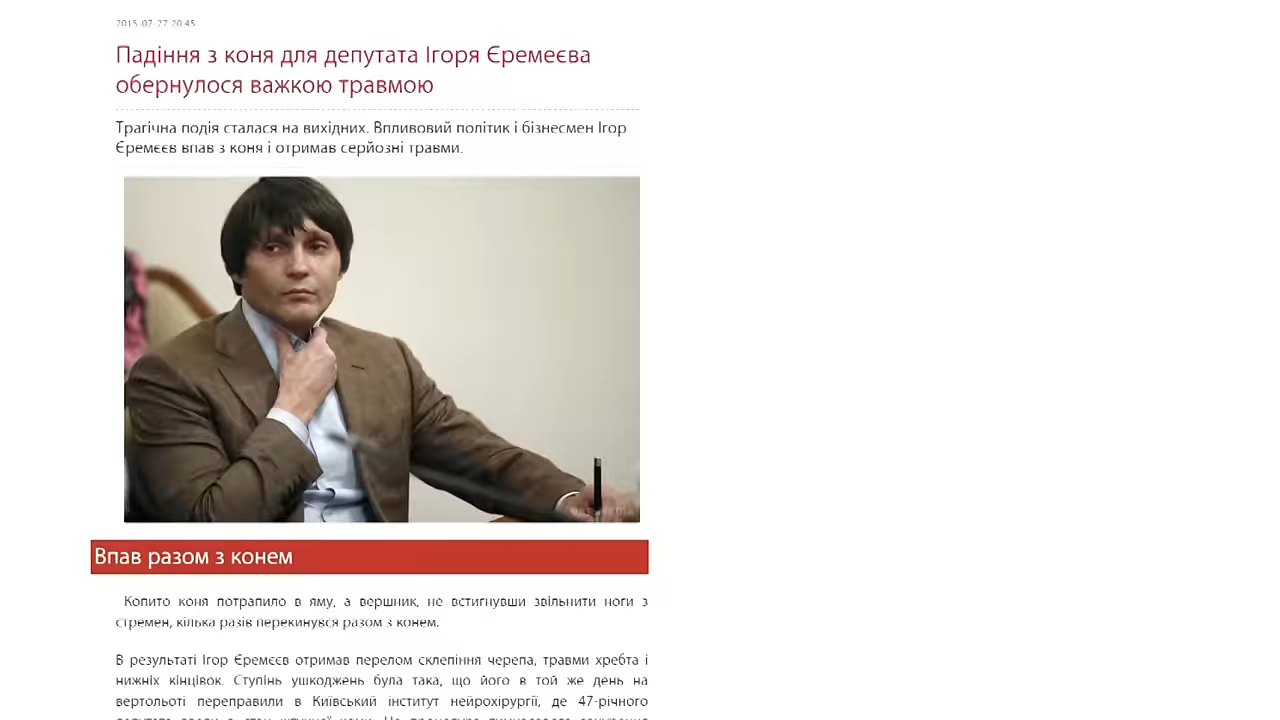 2015-07-27 20:45
Падіння з коня для депутата Ігоря Єремеєва
обернулося важкою травмою
Трагічна подія сталася на вихідних. Впливовий політик і бізнесмен Ігор
Єремеєв впав з коня і отримав серйозні травми.
Впав разом з конем
Копито коня потрапило в яму, а вершник, не встигнувши звільнити ноги з
стремен, кілька разів перекинувся разом з конем.
В результаті Ігор Єремеєв отримав перелом склепіння черепа, травми хребта і
нижніх кінцівок. Ступінь ушкоджень була така, що його в той же день на
вертольоті переправили в Київський інститут нейрохірургії, де 47-річного